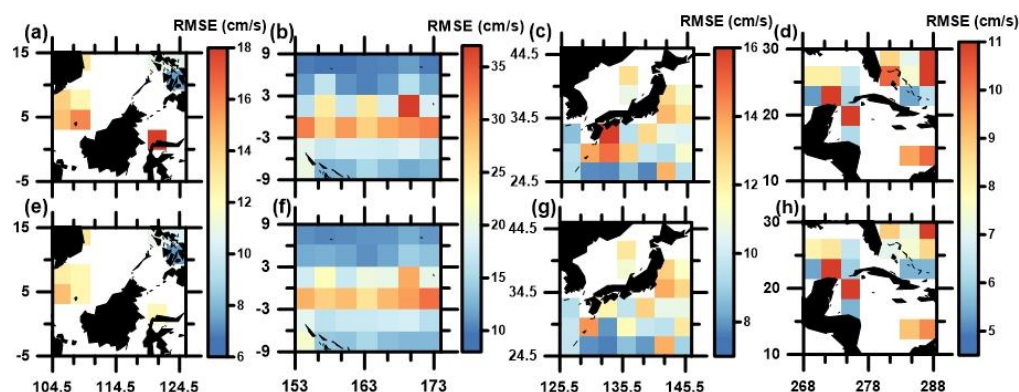 RMSE (cm/s) RMSE (cm/s) RMSE (cm/s) RMSE (cm/s)
(a) (b) (c) (d)
15 5 -5
18 16 14 12 10 8 6
9 3 -3 -9
35 30 25 20 15 10
44.5 34.5 24.5
16 14 12 10 8
30 20 10
11 10 9 8 7 6 5
(e) (f) (g) (h)
15 5 -5
9 3 -3 -9
44.5 34.5 24.5
30 20 10
104.5 114.5 124.5 153 163 173 125.5 135.5 145.5 268 278 288